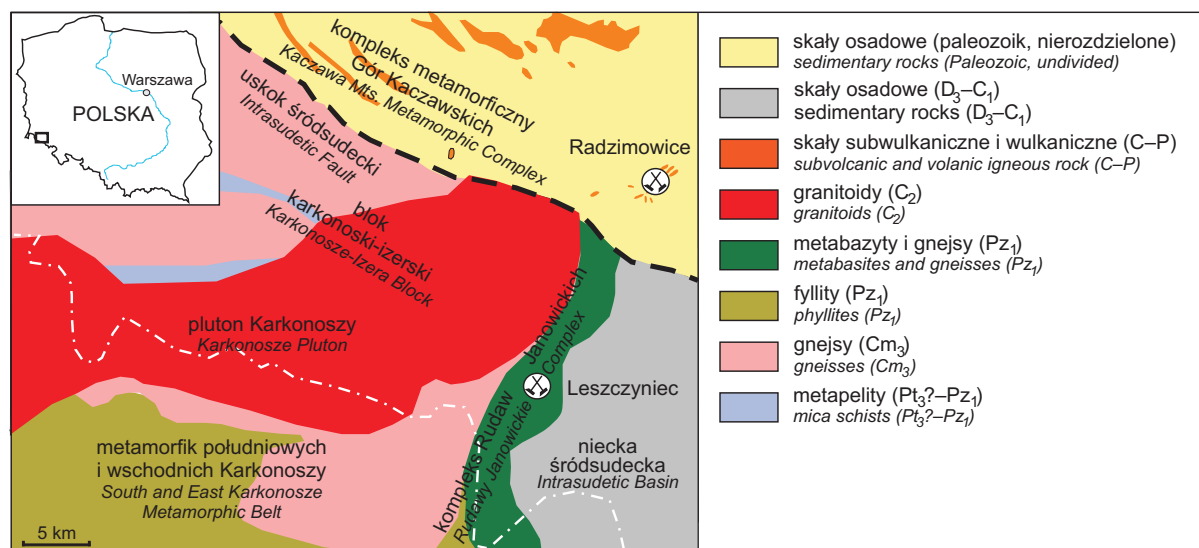 Warszawa
POLSKA
kompleks metamorficzny
Gór Kaczawskich
Kaczawa Mts. Metamorphic Complex
uskok śródsudecki
Intrasudetic Fault
Radzimowice
blok
karkonosko-izerski
Karkonosze-Izera Block
pluton Karkonoszy
Karkonosze Pluton
kompleks Rudaw Janowickich
Rudawy Janowickie Complex
Leszczyniec
niecka
śródsudecka
Intrasudetic Basin
metamorfik południowych
i wschodnich Karkonoszy
South and East Karkonosze
Metamorphic Belt
5 km
skały osadowe (paleozoik, nierozdzielone)
sedimentary rocks (Paleozoic, undivided)
skały osadowe (D₃–C₁)
sedimentary rocks (D₃–C₁)
skały subwulkaniczne i wulkaniczne (C–P)
subvolcanic and volanic igneous rock (C–P)
granitoidy (C₂)
granitoids (C₂)
metabazyty i gnejsy (Pz₁)
metabasites and gneisses (Pz₁)
fyllity (Pz₁)
phyllites (Pz₁)
gnejsy (Cm₃)
gneisses (Cm₃)
metapelity (Pt₃?–Pz₁)
mica schists (Pt₃?–Pz₁)